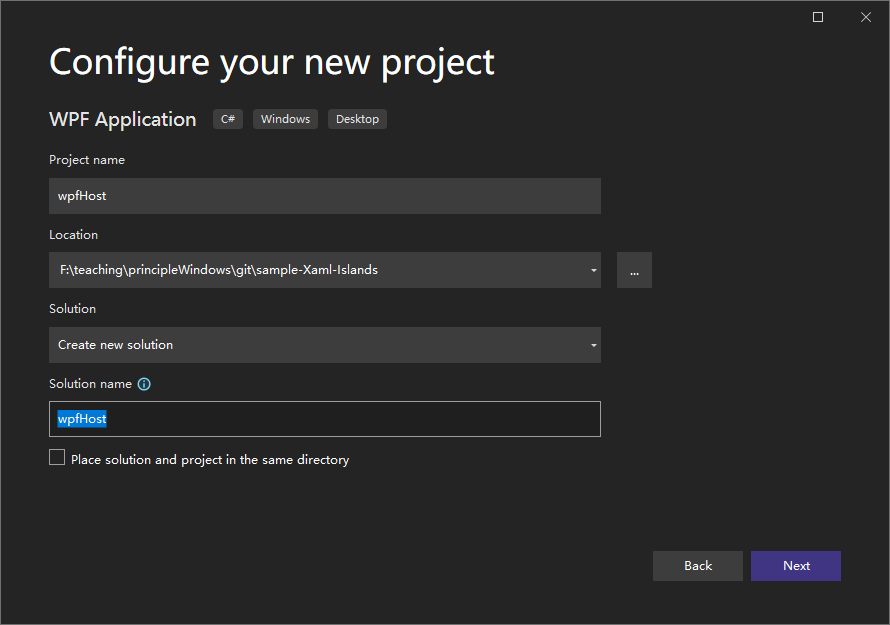 Configure your new project
WPF Application C# Windows Desktop
Project name
wpfHost
Location
F:\teaching\principleWindows\git\sample-Xaml-Islands ...
Solution
Create new solution
Solution name
wpfHost
Place solution and project in the same directory
Back Next